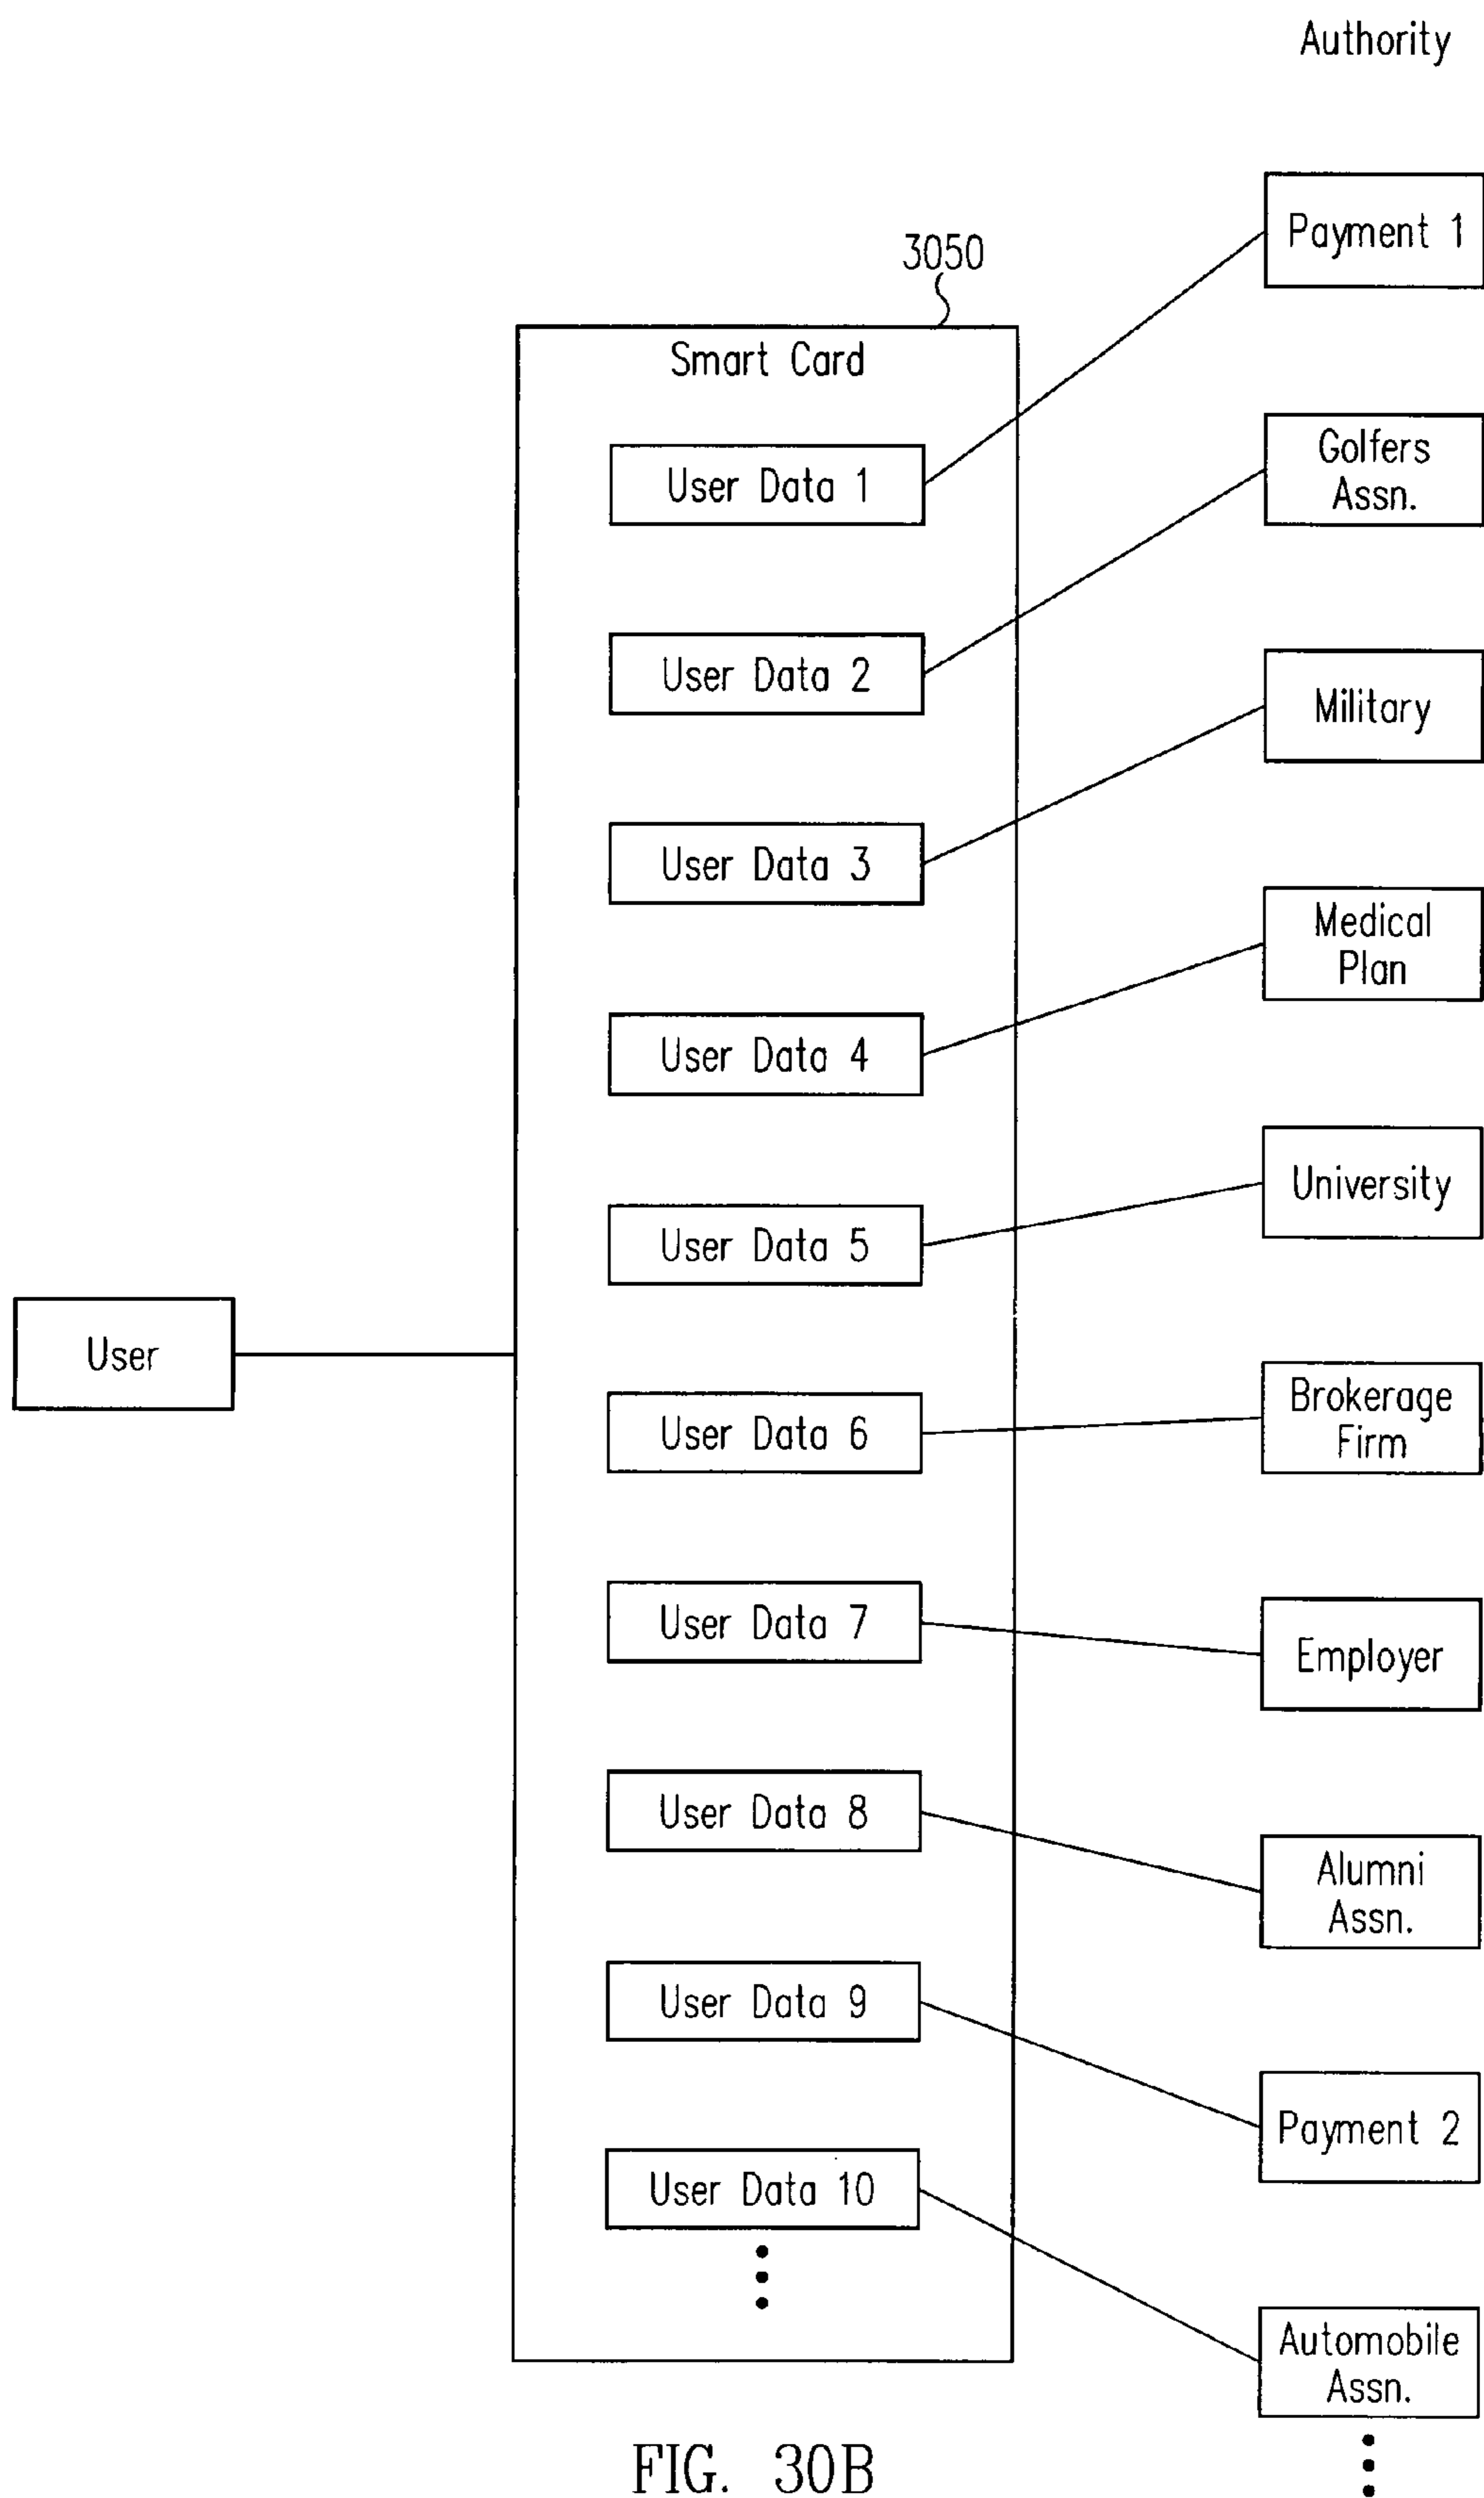 Authority
Payment 1
3050
Smart Card
Golfers
Assn.
User Data 1
User Data 2
Military
User Data 3
Medical
Plan
User Data 4
University
User Data 5
User
Brokerage
Firm
User Data 6
User Data 7
Employer
User Data 8
Alumni
Assn.
User Data 9
Payment 2
User Data 10
Automobile
Assn.
FIG. 30B